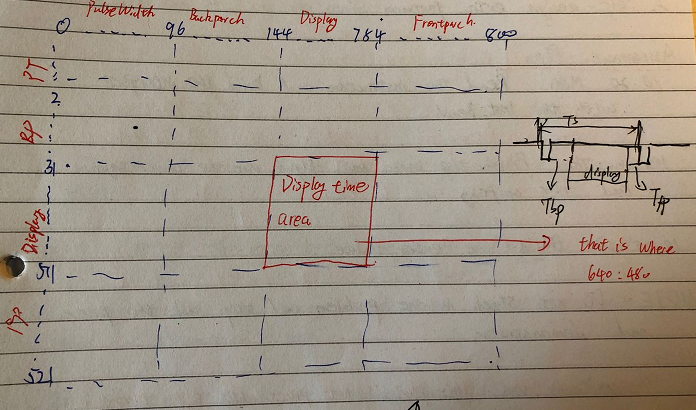 PulseWidth Backporch Display Frontporch
0 96 144 784 800
PT
2
BP
31
Display
511
521
Display time
area
Ts
display
Tbp
Tfp
that is where
640:480